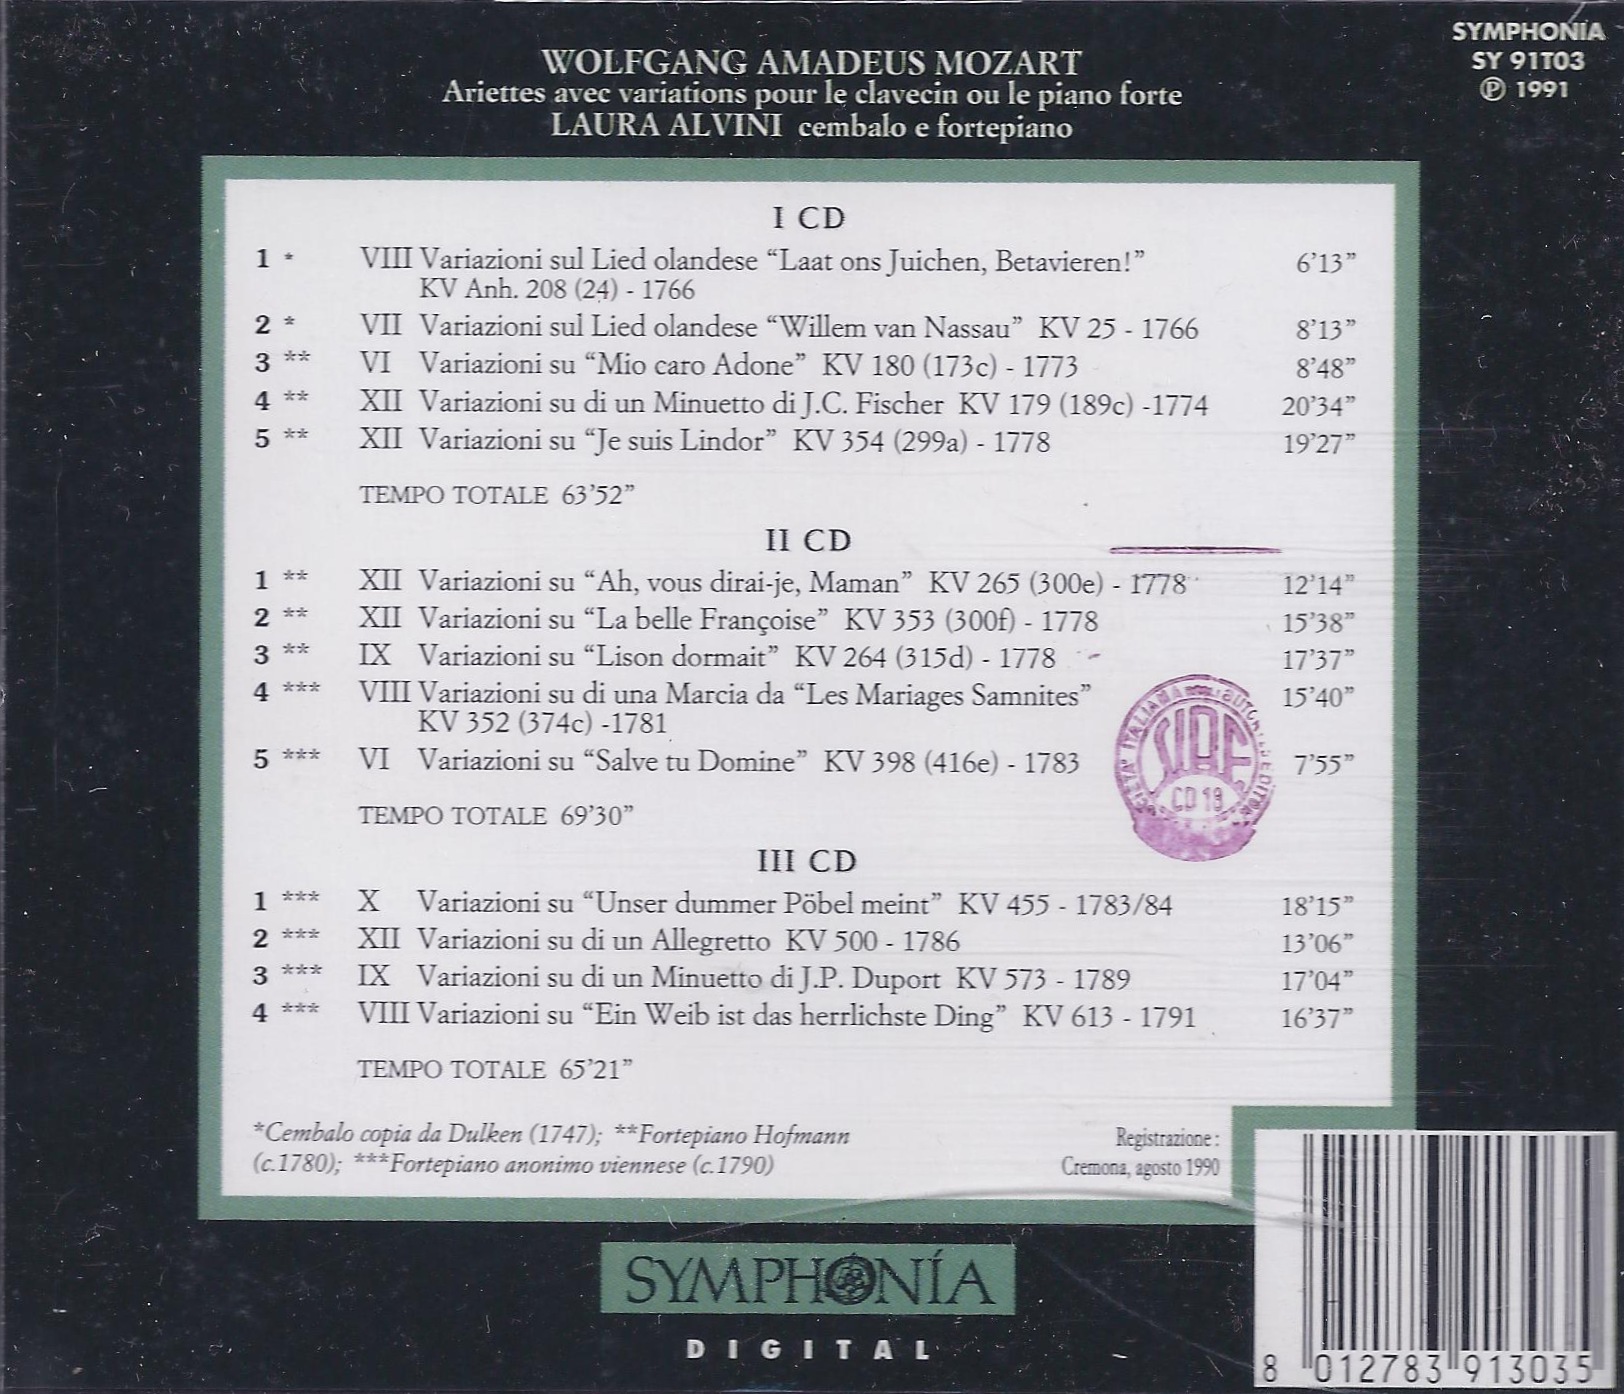 SYMPHONIA
SY 91T03
℗ 1991
WOLFGANG AMADEUS MOZART
Ariettes avec variations pour le clavecin ou le piano forte
LAURA ALVINI cembalo e fortepiano
I CD
1 * VIII Variazioni sul Lied olandese “Laat ons Juichen, Betavieren!” 6’13”
KV Anh. 208 (24) - 1766
2 * VII Variazioni sul Lied olandese “Willem van Nassau” KV 25 - 1766 8’13”
3 ** VI Variazioni su “Mio caro Adone” KV 180 (173c) - 1773 8’48”
4 ** XII Variazioni su di un Minuetto di J.C. Fischer KV 179 (189c) -1774 20’34”
5 ** XII Variazioni su “Je suis Lindor” KV 354 (299a) - 1778 19’27”
TEMPO TOTALE 63’52”
II CD
1 ** XII Variazioni su “Ah, vous dirai-je, Maman” KV 265 (300e) - 1778 12’14”
2 ** XII Variazioni su “La belle Françoise” KV 353 (300f) - 1778 15’38”
3 ** IX Variazioni su “Lison dormait” KV 264 (315d) - 1778 17’37”
4 *** VIII Variazioni su di una Marcia da “Les Mariages Samnites” 15’40”
KV 352 (374c) -1781
5 *** VI Variazioni su “Salve tu Domine” KV 398 (416e) - 1783 7’55”
TEMPO TOTALE 69’30”
SIAE
CD 13
III CD
1 *** X Variazioni su “Unser dummer Pöbel meint” KV 455 - 1783/84 18’15”
2 *** XII Variazioni su di un Allegretto KV 500 - 1786 13’06”
3 *** IX Variazioni su di un Minuetto di J.P. Duport KV 573 - 1789 17’04”
4 *** VIII Variazioni su “Ein Weib ist das herrlichste Ding” KV 613 - 1791 16’37”
TEMPO TOTALE 65’21”
*Cembalo copia da Dulken (1747); **Fortepiano Hofmann
(c.1780); ***Fortepiano anonimo viennese (c.1790)
Registrazione :
Cremona, agosto 1990
SYMPHONÍA
DIGITAL
8 012783 913035